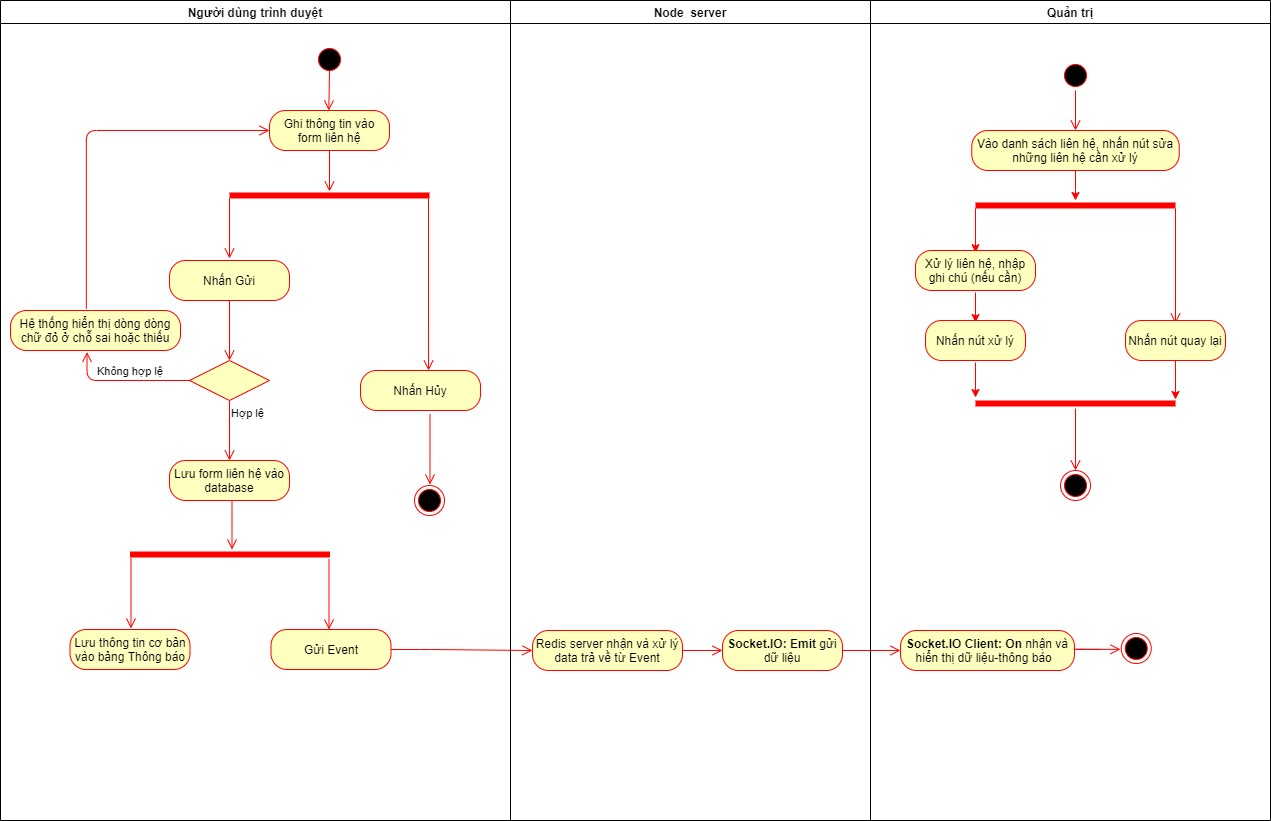 Người dùng trình duyệt
Node server
Quản trị
Ghi thông tin vào
form liên hệ
Nhấn Gửi
Hệ thống hiển thị dòng dòng
chữ đỏ ở chỗ sai hoặc thiếu
Không hợp lệ
Hợp lệ
Nhấn Hủy
Lưu form liên hệ vào
database
Lưu thông tin cơ bản
vào bảng Thông báo
Gửi Event
Redis server nhận và xử lý
data trả về từ Event
Socket.IO: Emit gửi
dữ liệu
Vào danh sách liên hệ, nhấn nút sửa
những liên hệ cần xử lý
Xử lý liên hệ, nhập
ghi chú (nếu cần)
Nhấn nút xử lý
Nhấn nút quay lại
Socket.IO Client: On nhận và
hiển thị dữ liệu-thông báo